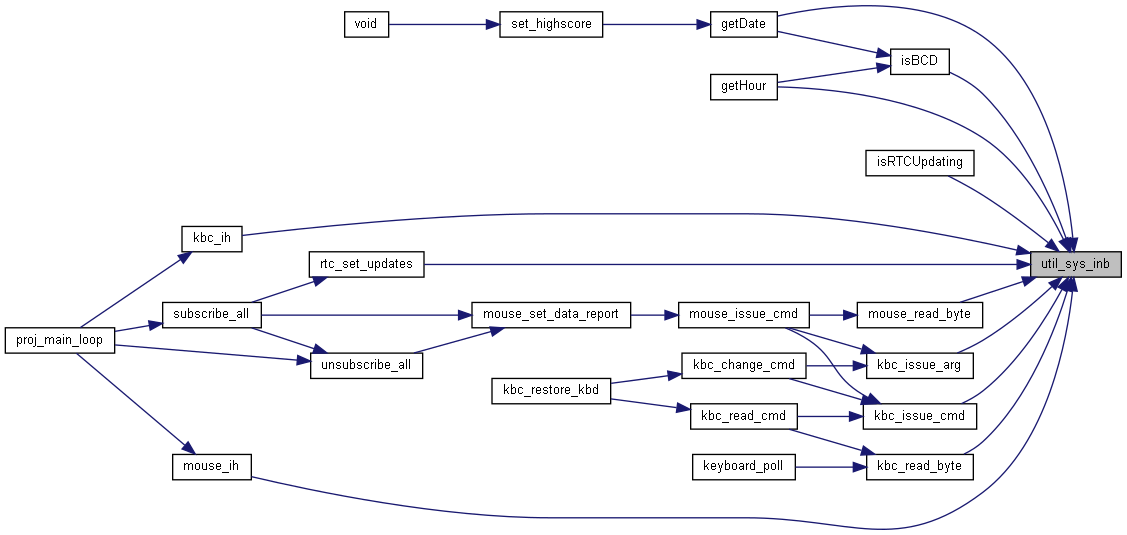 void
set_highscore
getDate
isBCD
getHour
isRTCUpdating
kbc_ih
util_sys_inb
rtc_set_updates
subscribe_all
mouse_set_data_report
mouse_issue_cmd
mouse_read_byte
proj_main_loop
unsubscribe_all
kbc_change_cmd
kbc_issue_arg
kbc_restore_kbd
kbc_read_cmd
kbc_issue_cmd
mouse_ih
keyboard_poll
kbc_read_byte